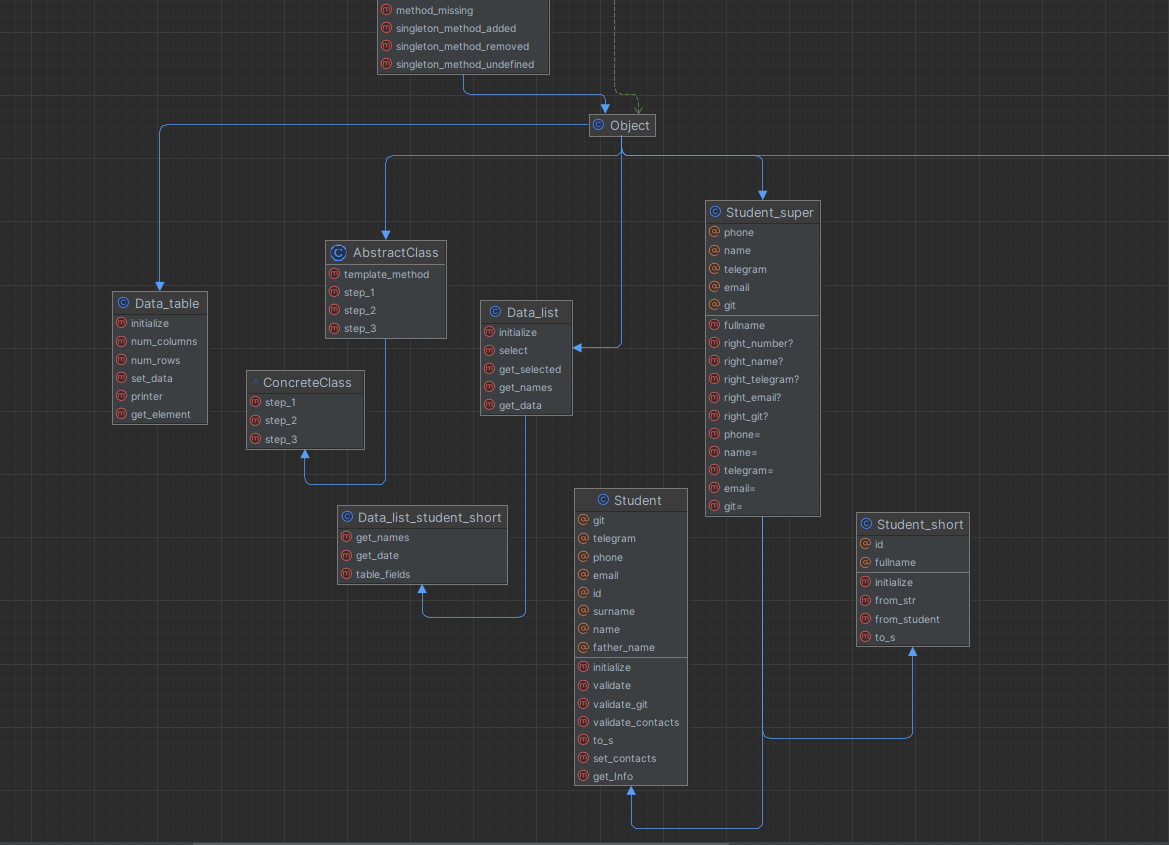 method_missing
singleton_method_added
singleton_method_removed
singleton_method_undefined
Object
Student_super
phone
name
telegram
email
git
fullname
right_number?
right_name?
right_telegram?
right_email?
right_git?
phone=
name=
telegram=
email=
git=
AbstractClass
template_method
step_1
step_2
step_3
Data_table
initialize
num_columns
num_rows
set_data
printer
get_element
Data_list
initialize
select
get_selected
get_names
get_data
ConcreteClass
step_1
step_2
step_3
Student
git
telegram
phone
email
id
surname
name
father_name
initialize
validate
validate_git
validate_contacts
to_s
set_contacts
get_Info
Data_list_student_short
get_names
get_date
table_fields
Student_short
id
fullname
initialize
from_str
from_student
to_s